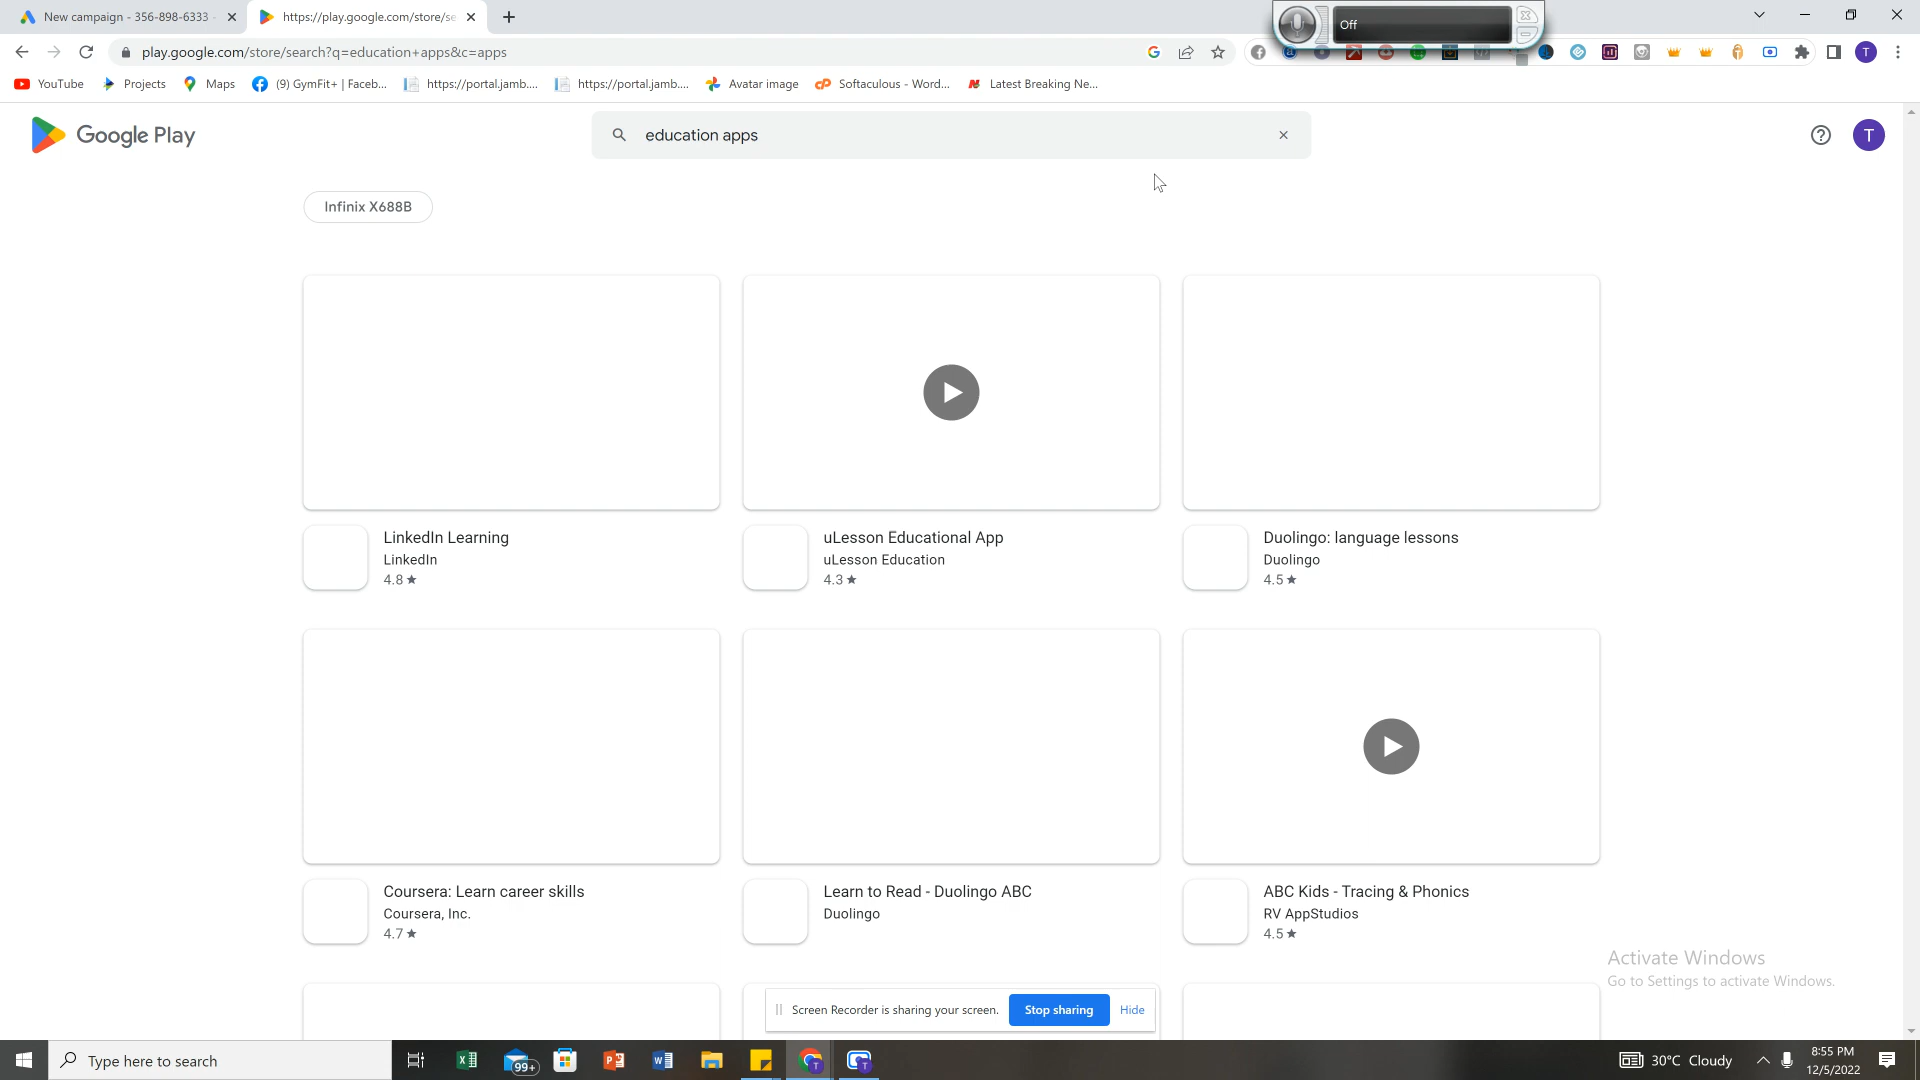 New campaign - 356-898-6333
https://play.google.com/store/se
Off
play.google.com/store/search?q=education+apps&c=apps
T
YouTube
Projects
Maps
(9) GymFit+ | Faceb...
https://portal.jamb....
https://portal.jamb....
Avatar image
Softaculous - Word...
Latest Breaking Ne...
Google Play
education apps
T
Infinix X688B
LinkedIn Learning
LinkedIn
4.8 ★
uLesson Educational App
uLesson Education
4.3 ★
Duolingo: language lessons
Duolingo
4.5 ★
Coursera: Learn career skills
Coursera, Inc.
4.7 ★
Learn to Read - Duolingo ABC
Duolingo
ABC Kids - Tracing & Phonics
RV AppStudios
4.5 ★
Activate Windows
Go to Settings to activate Windows.
Screen Recorder is sharing your screen.
Stop sharing
Hide
Type here to search
99+
30°C Cloudy
8:55 PM
12/5/2022